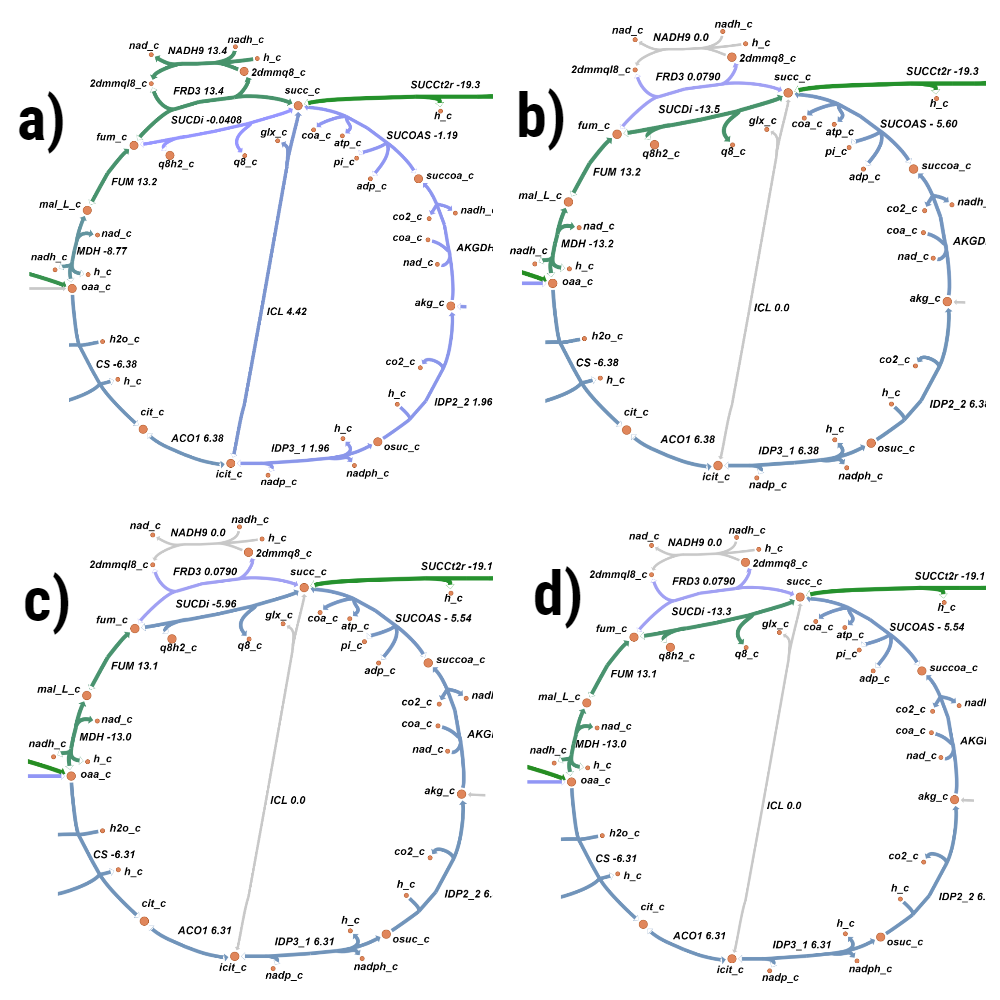 a)
nad_c
NADH9 13.4
nadh_c
h_c
2dmmql8_c
2dmmq8_c
FRD3 13.4
succ_c
SUCCt2r -19.3
h_c
SUCDi -0.0408
fum_c
q8h2_c
q8_c
glx_c
coa_c
atp_c
pi_c
adp_c
SUCOAS -1.19
succoa_c
FUM 13.2
mal_L_c
nad_c
MDH -8.77
nadh_c
h_c
oaa_c
co2_c
nadh_
coa_c
AKGDH
nad_c
ICL 4.42
akg_c
h2o_c
CS -6.38
h_c
co2_c
h_c
IDP2_2 1.96
cit_c
ACO1 6.38
h_c
IDP3_1 1.96
osuc_c
icit_c
nadp_c
nadph_c
b)
nad_c
NADH9 0.0
nadh_c
h_c
2dmmql8_c
2dmmq8_c
FRD3 0.0790
succ_c
SUCCt2r -19.3
h_c
SUCDi -13.5
fum_c
q8h2_c
q8_c
glx_c
coa_c
atp_c
pi_c
adp_c
SUCOAS - 5.60
succoa_c
FUM 13.2
mal_L_c
nad_c
MDH -13.2
nadh_c
h_c
oaa_c
co2_c
nadh
coa_c
AKGD
nad_c
ICL 0.0
akg_c
h2o_c
CS -6.38
h_c
co2_c
h_c
IDP2_2 6.3
cit_c
ACO1 6.38
h_c
IDP3_1 6.38
osuc_c
icit_c
nadp_c
nadph_c
c)
nad_c
NADH9 0.0
nadh_c
h_c
2dmmql8_c
2dmmq8_c
FRD3 0.0790
succ_c
SUCCt2r -19.1
h_c
SUCDi -5.96
fum_c
q8h2_c
q8_c
glx_c
coa_c
atp_c
pi_c
adp_c
SUCOAS - 5.54
succoa_c
FUM 13.1
mal_L_c
nad_c
MDH -13.0
nadh_c
h_c
oaa_c
co2_c
nadl
coa_c
AKG
nad_c
ICL 0.0
akg_c
h2o_c
CS -6.31
h_c
co2_c
h_c
IDP2_2 6.
cit_c
ACO1 6.31
h_c
IDP3_1 6.31
osuc_c
icit_c
nadp_c
nadph_c
d)
nad_c
NADH9 0.0
nadh_c
h_c
2dmmql8_c
2dmmq8_c
FRD3 0.0790
succ_c
SUCCt2r -19.1
h_c
SUCDi -13.3
fum_c
q8h2_c
q8_c
glx_c
coa_c
atp_c
pi_c
adp_c
SUCOAS - 5.54
succoa_c
FUM 13.1
mal_L_c
nad_c
MDH -13.0
nadh_c
h_c
oaa_c
co2_c
nad
coa_c
AKG
nad_c
ICL 0.0
akg_c
h2o_c
CS -6.31
h_c
co2_c
h_c
IDP2_2 6.
cit_c
ACO1 6.31
h_c
IDP3_1 6.31
osuc_c
icit_c
nadp_c
nadph_c